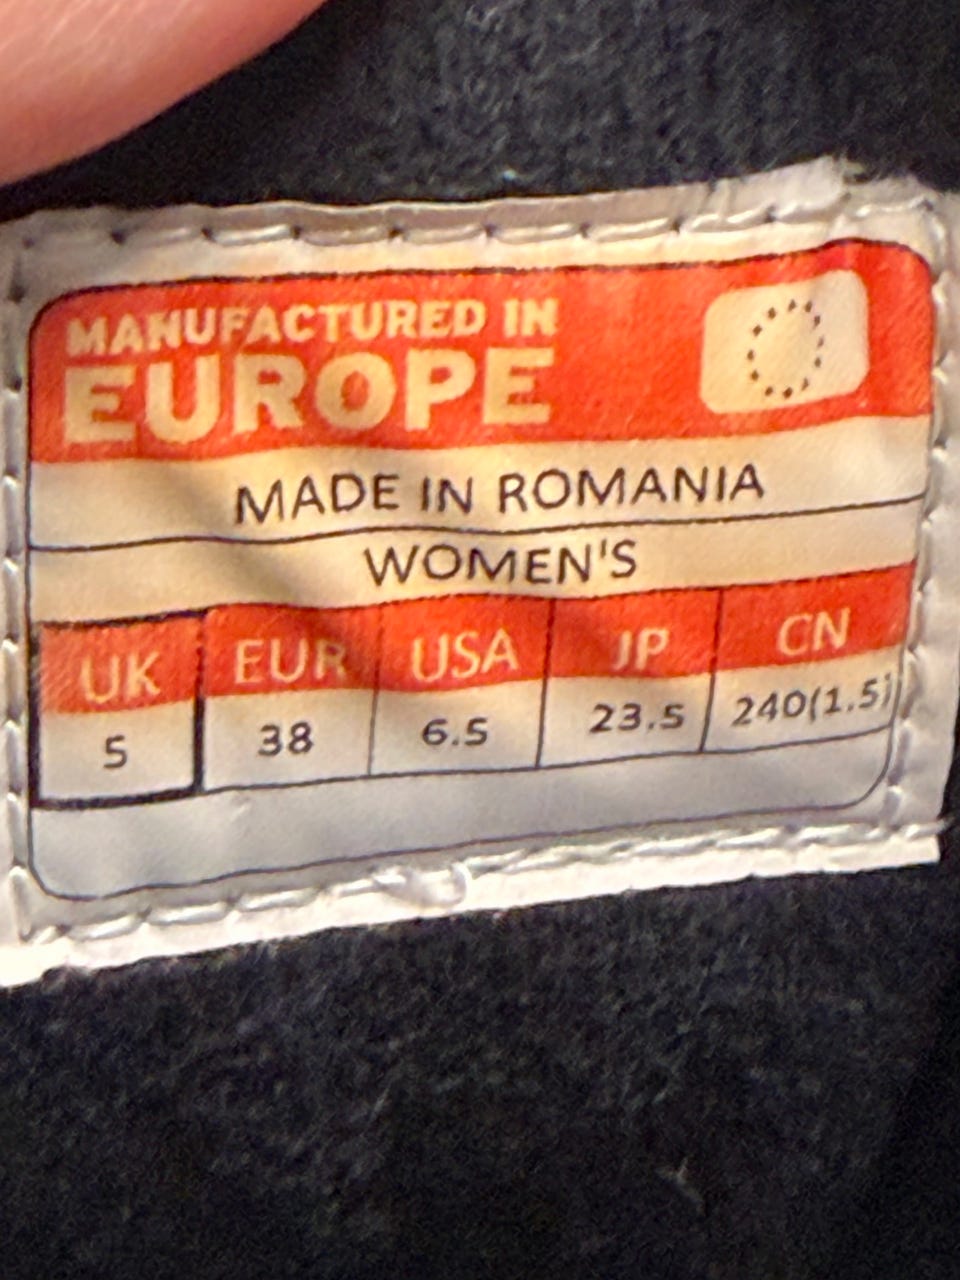 MANUFACTURED IN
EUROPE
MADE IN ROMANIA
WOMEN'S
UK EUR USA JP CN
5 38 6.5 23.5 240(1.5)